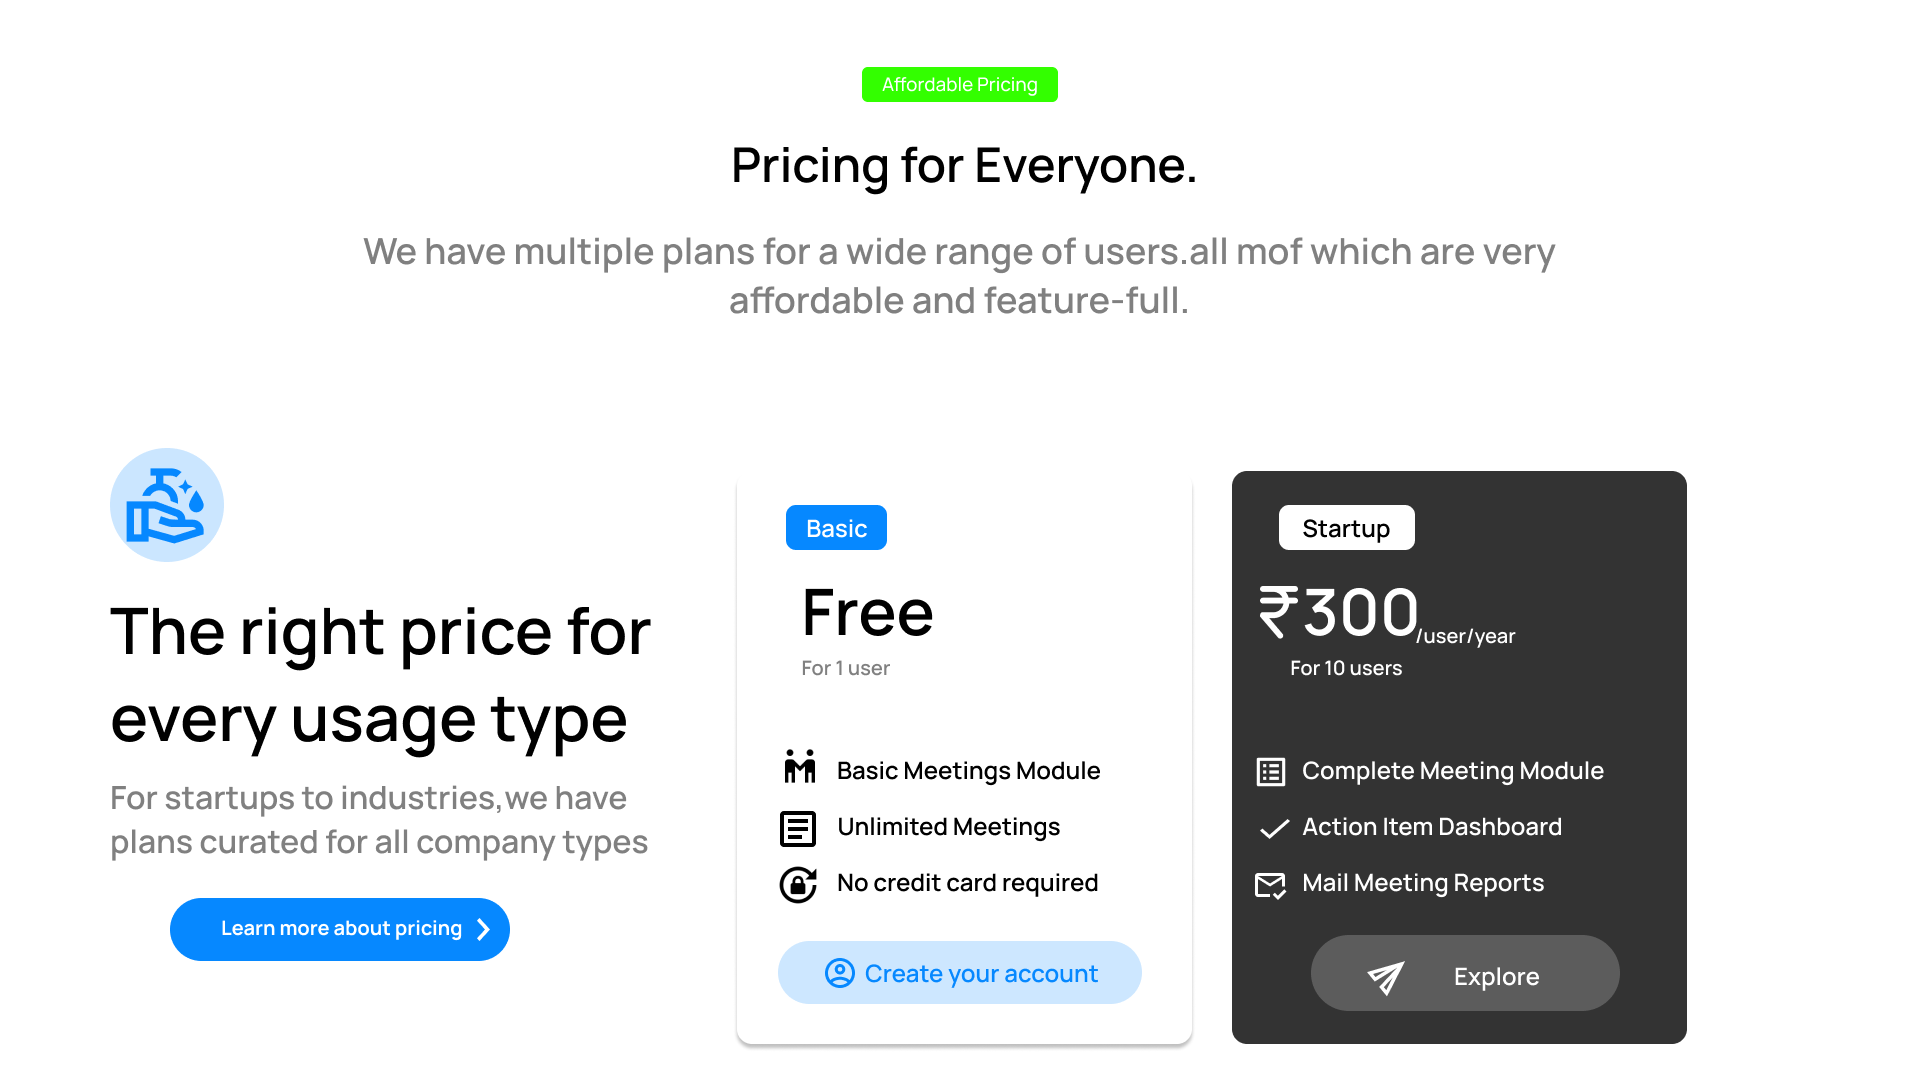 Affordable Pricing
Pricing for Everyone.
We have multiple plans for a wide range of users.all mof which are very
affordable and feature-full.
The right price for
every usage type
For startups to industries,we have
plans curated for all company types
Learn more about pricing
Basic
Free
For 1 user
Basic Meetings Module
Unlimited Meetings
No credit card required
Create your account
Startup
₹300/user/year
For 10 users
Complete Meeting Module
Action Item Dashboard
Mail Meeting Reports
Explore